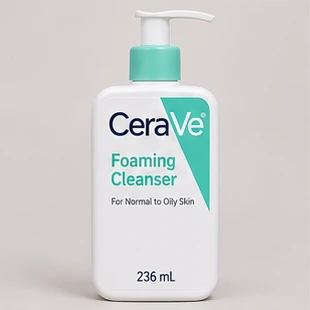 CeraVe®
Foaming
Cleanser
For Normal to Oily Skin
236 mL